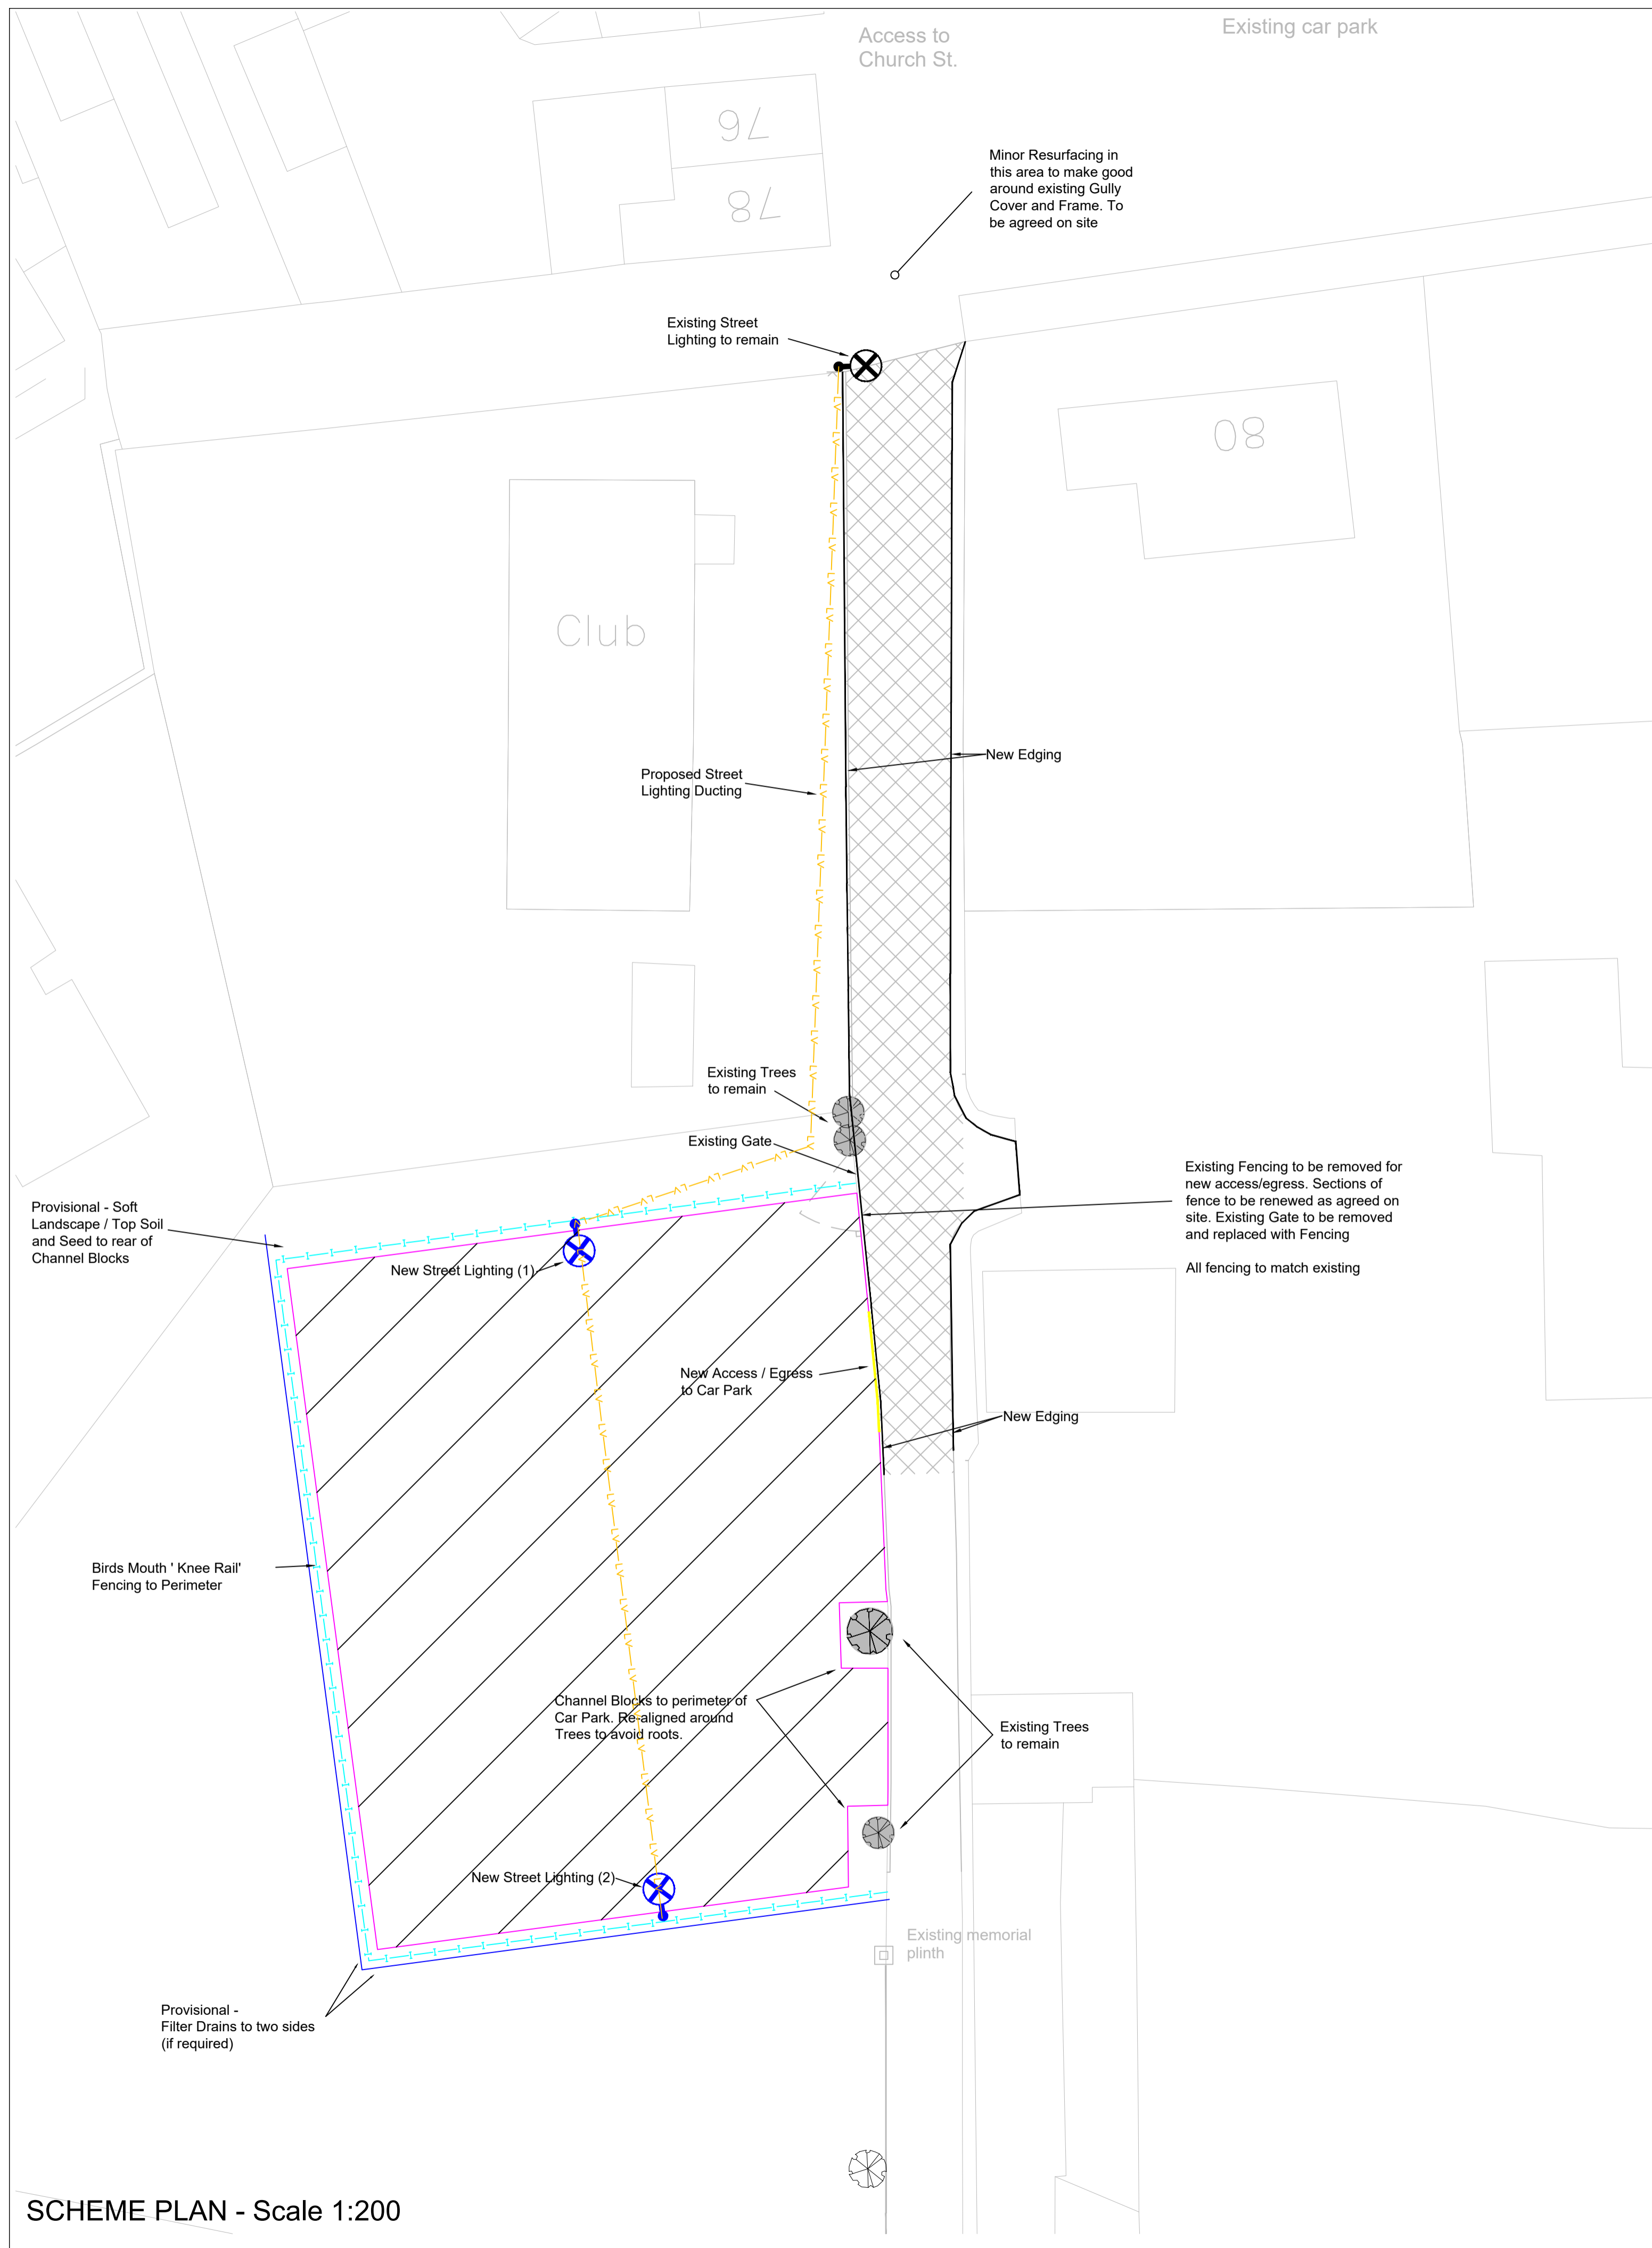 Access to
Church St.
Existing car park
76
78
Minor Resurfacing in
this area to make good
around existing Gully
Cover and Frame. To
be agreed on site
Existing Street
Lighting to remain
80
Club
New Edging
Proposed Street
Lighting Ducting
Existing Trees
to remain
Existing Gate
Existing Fencing to be removed for
new access/egress. Sections of
fence to be renewed as agreed on
site. Existing Gate to be removed
and replaced with Fencing
All fencing to match existing
Provisional - Soft
Landscape / Top Soil
and Seed to rear of
Channel Blocks
New Street Lighting (1)
New Access / Egress
to Car Park
New Edging
Birds Mouth ' Knee Rail'
Fencing to Perimeter
Channel Blocks to perimeter of
Car Park. Re-aligned around
Trees to avoid roots.
Existing Trees
to remain
New Street Lighting (2)
Existing memorial
plinth
Provisional -
Filter Drains to two sides
(if required)
SCHEME PLAN - Scale 1:200